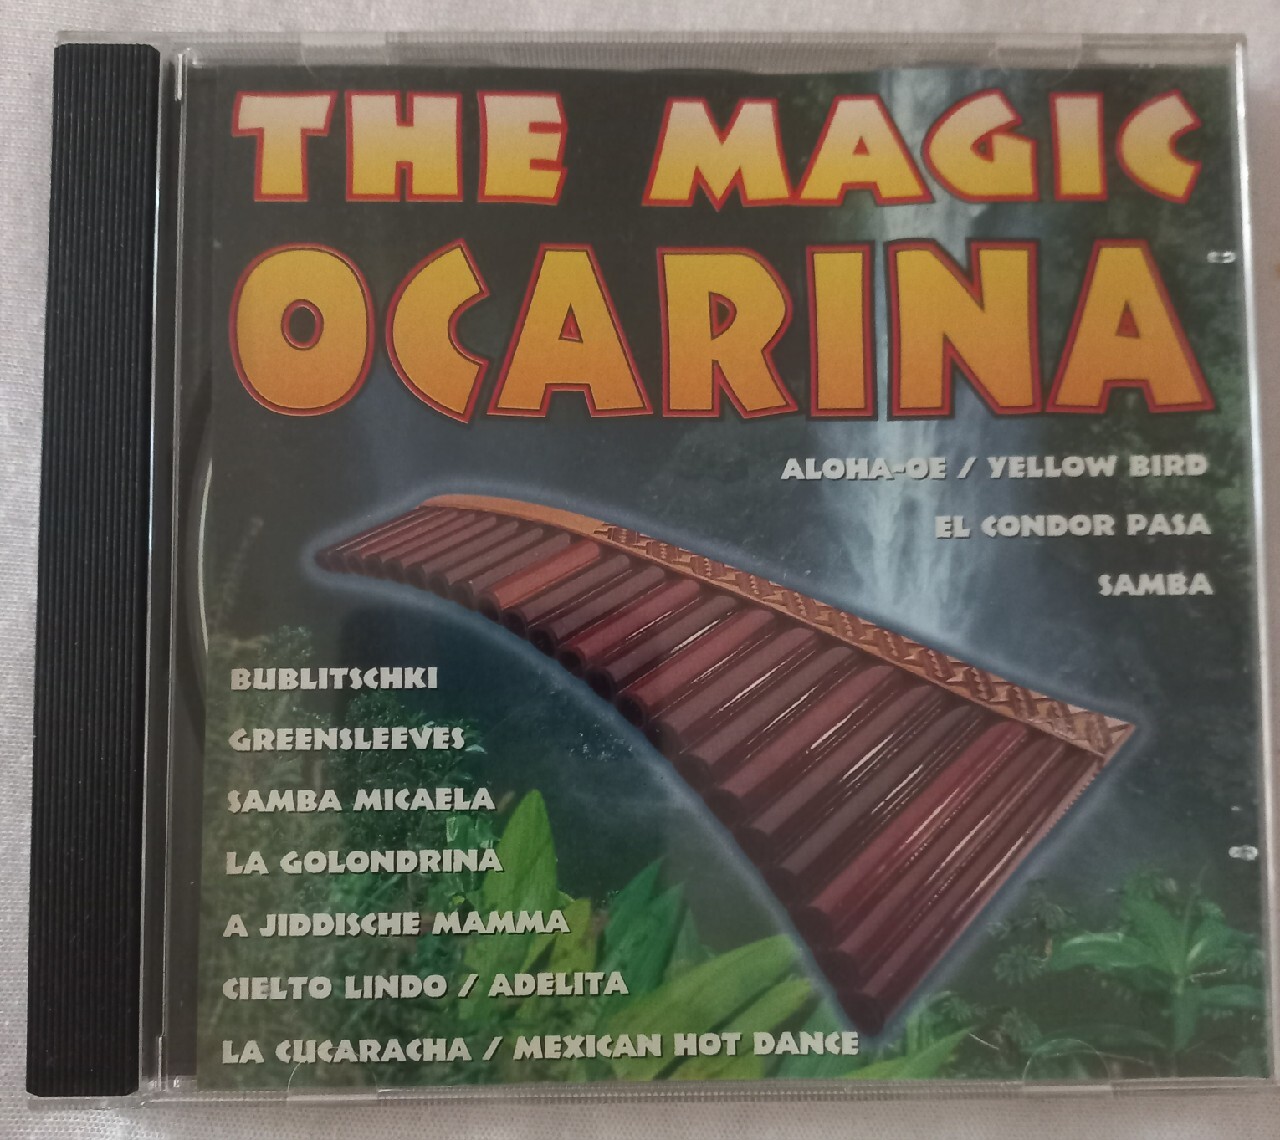 THE MAGIC
OCARINA
ALOHA-OE / YELLOW BIRD
EL CONDOR PASA
SAMBA
BUBLITSCHKI
GREENSLEEVES
SAMBA MICAELA
LA GOLONDRINA
A JIDDISCHE MAMMA
CIELTO LINDO / ADELITA
LA CUCARACHA / MEXICAN HOT DANCE